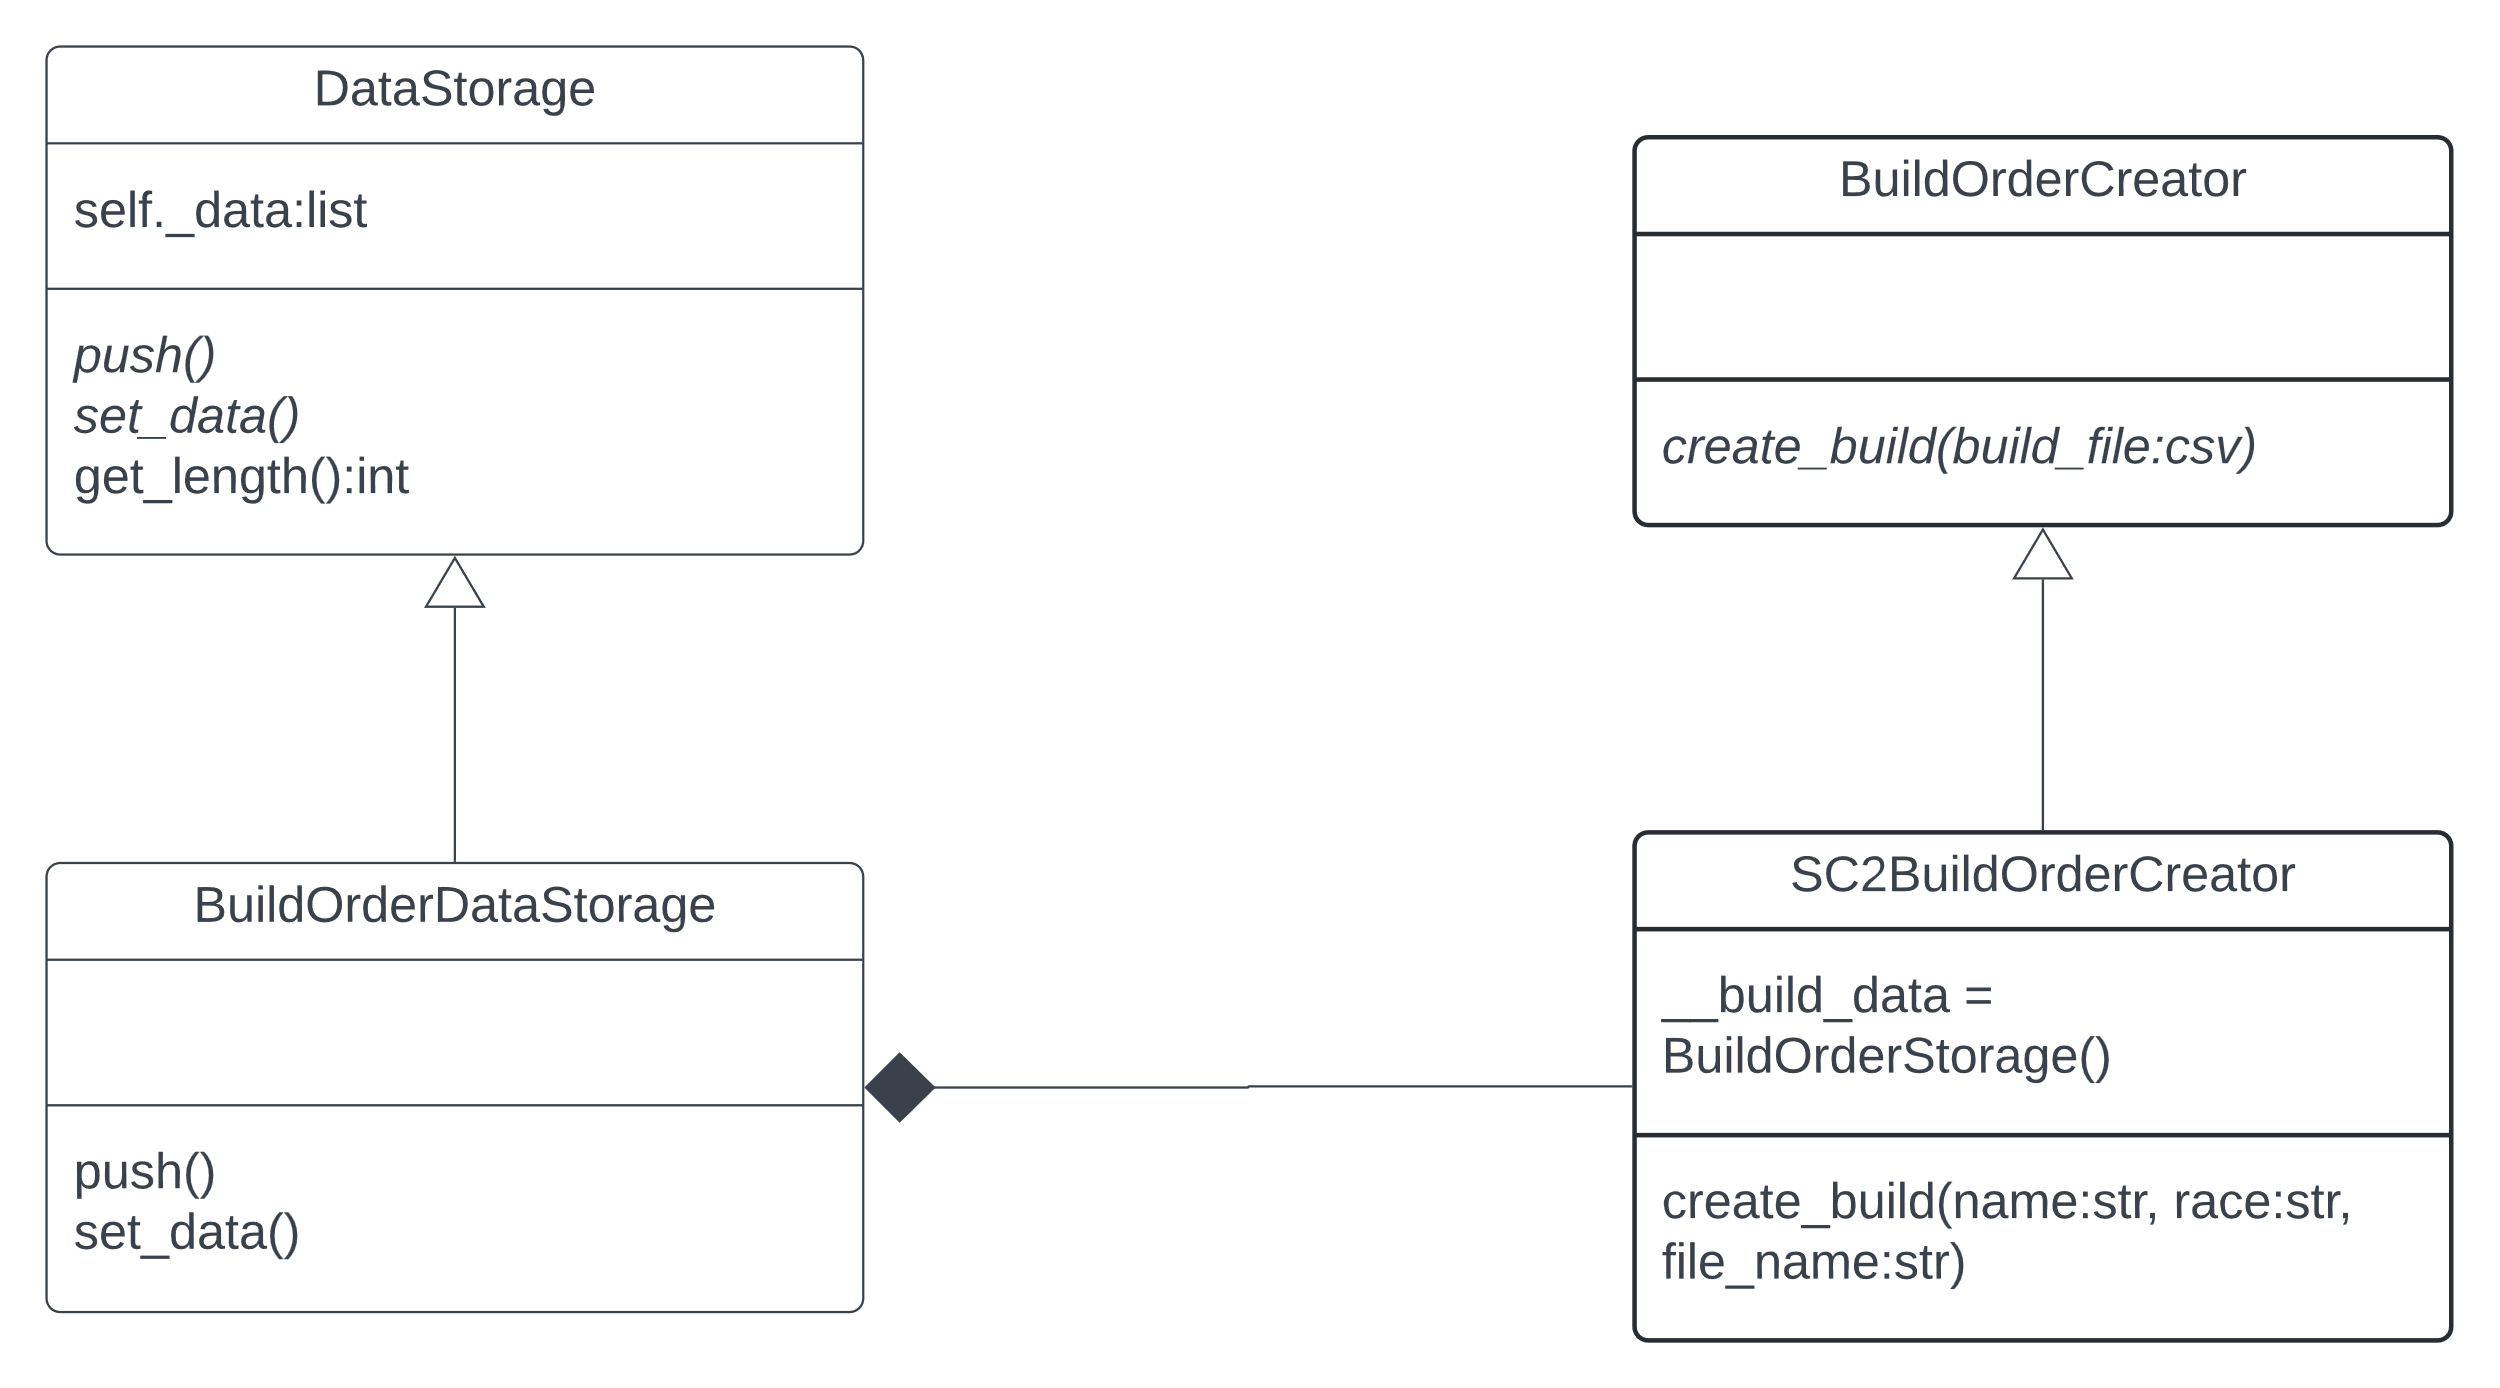 DataStorage
self._data:list
push()
set_data()
get_length():int
BuildOrderCreator
create_build(build_file:csv)
BuildOrderDataStorage
push()
set_data()
SC2BuildOrderCreator
__build_data =
BuildOrderStorage()
create_build(name:str, race:str,
file_name:str)